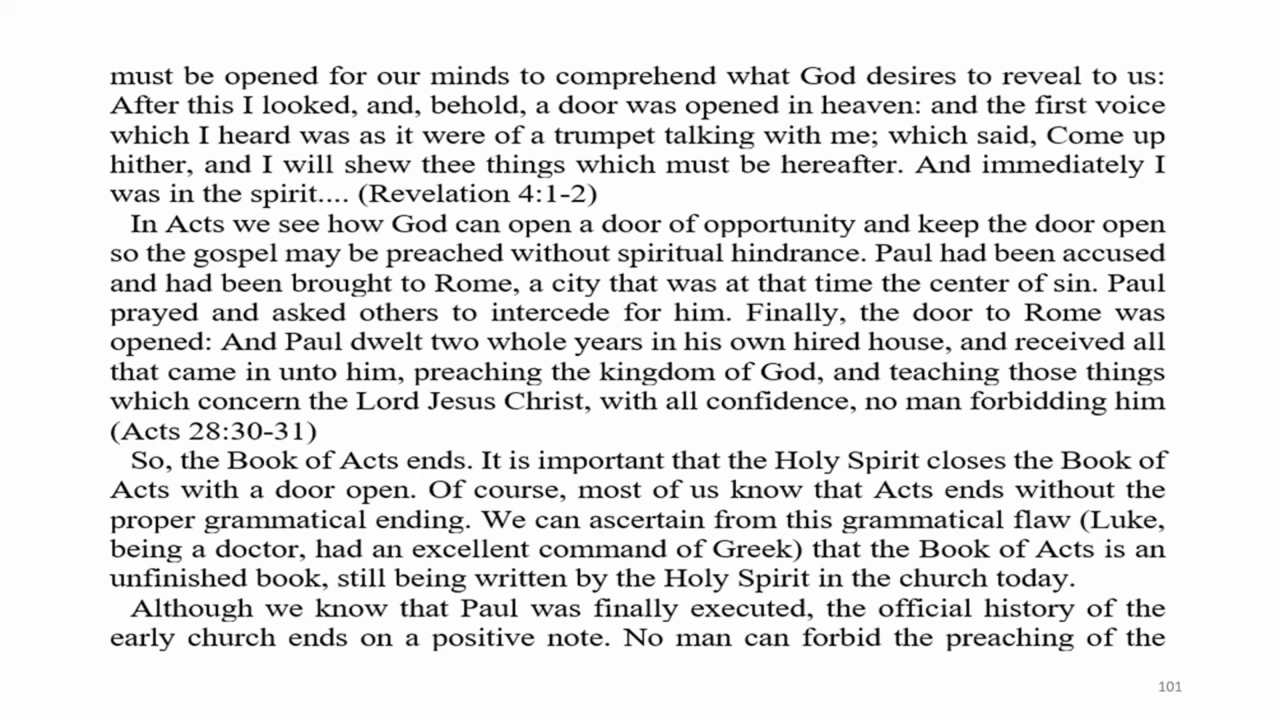 must be opened for our minds to comprehend what God desires to reveal to us:
After this I looked, and, behold, a door was opened in heaven: and the first voice
which I heard was as it were of a trumpet talking with me; which said, Come up
hither, and I will shew thee things which must be hereafter. And immediately I
was in the spirit.... (Revelation 4:1-2)
In Acts we see how God can open a door of opportunity and keep the door open
so the gospel may be preached without spiritual hindrance. Paul had been accused
and had been brought to Rome, a city that was at that time the center of sin. Paul
prayed and asked others to intercede for him. Finally, the door to Rome was
opened: And Paul dwelt two whole years in his own hired house, and received all
that came in unto him, preaching the kingdom of God, and teaching those things
which concern the Lord Jesus Christ, with all confidence, no man forbidding him
(Acts 28:30-31)
So, the Book of Acts ends. It is important that the Holy Spirit closes the Book of
Acts with a door open. Of course, most of us know that Acts ends without the
proper grammatical ending. We can ascertain from this grammatical flaw (Luke,
being a doctor, had an excellent command of Greek) that the Book of Acts is an
unfinished book, still being written by the Holy Spirit in the church today.
Although we know that Paul was finally executed, the official history of the
early church ends on a positive note. No man can forbid the preaching of the
101